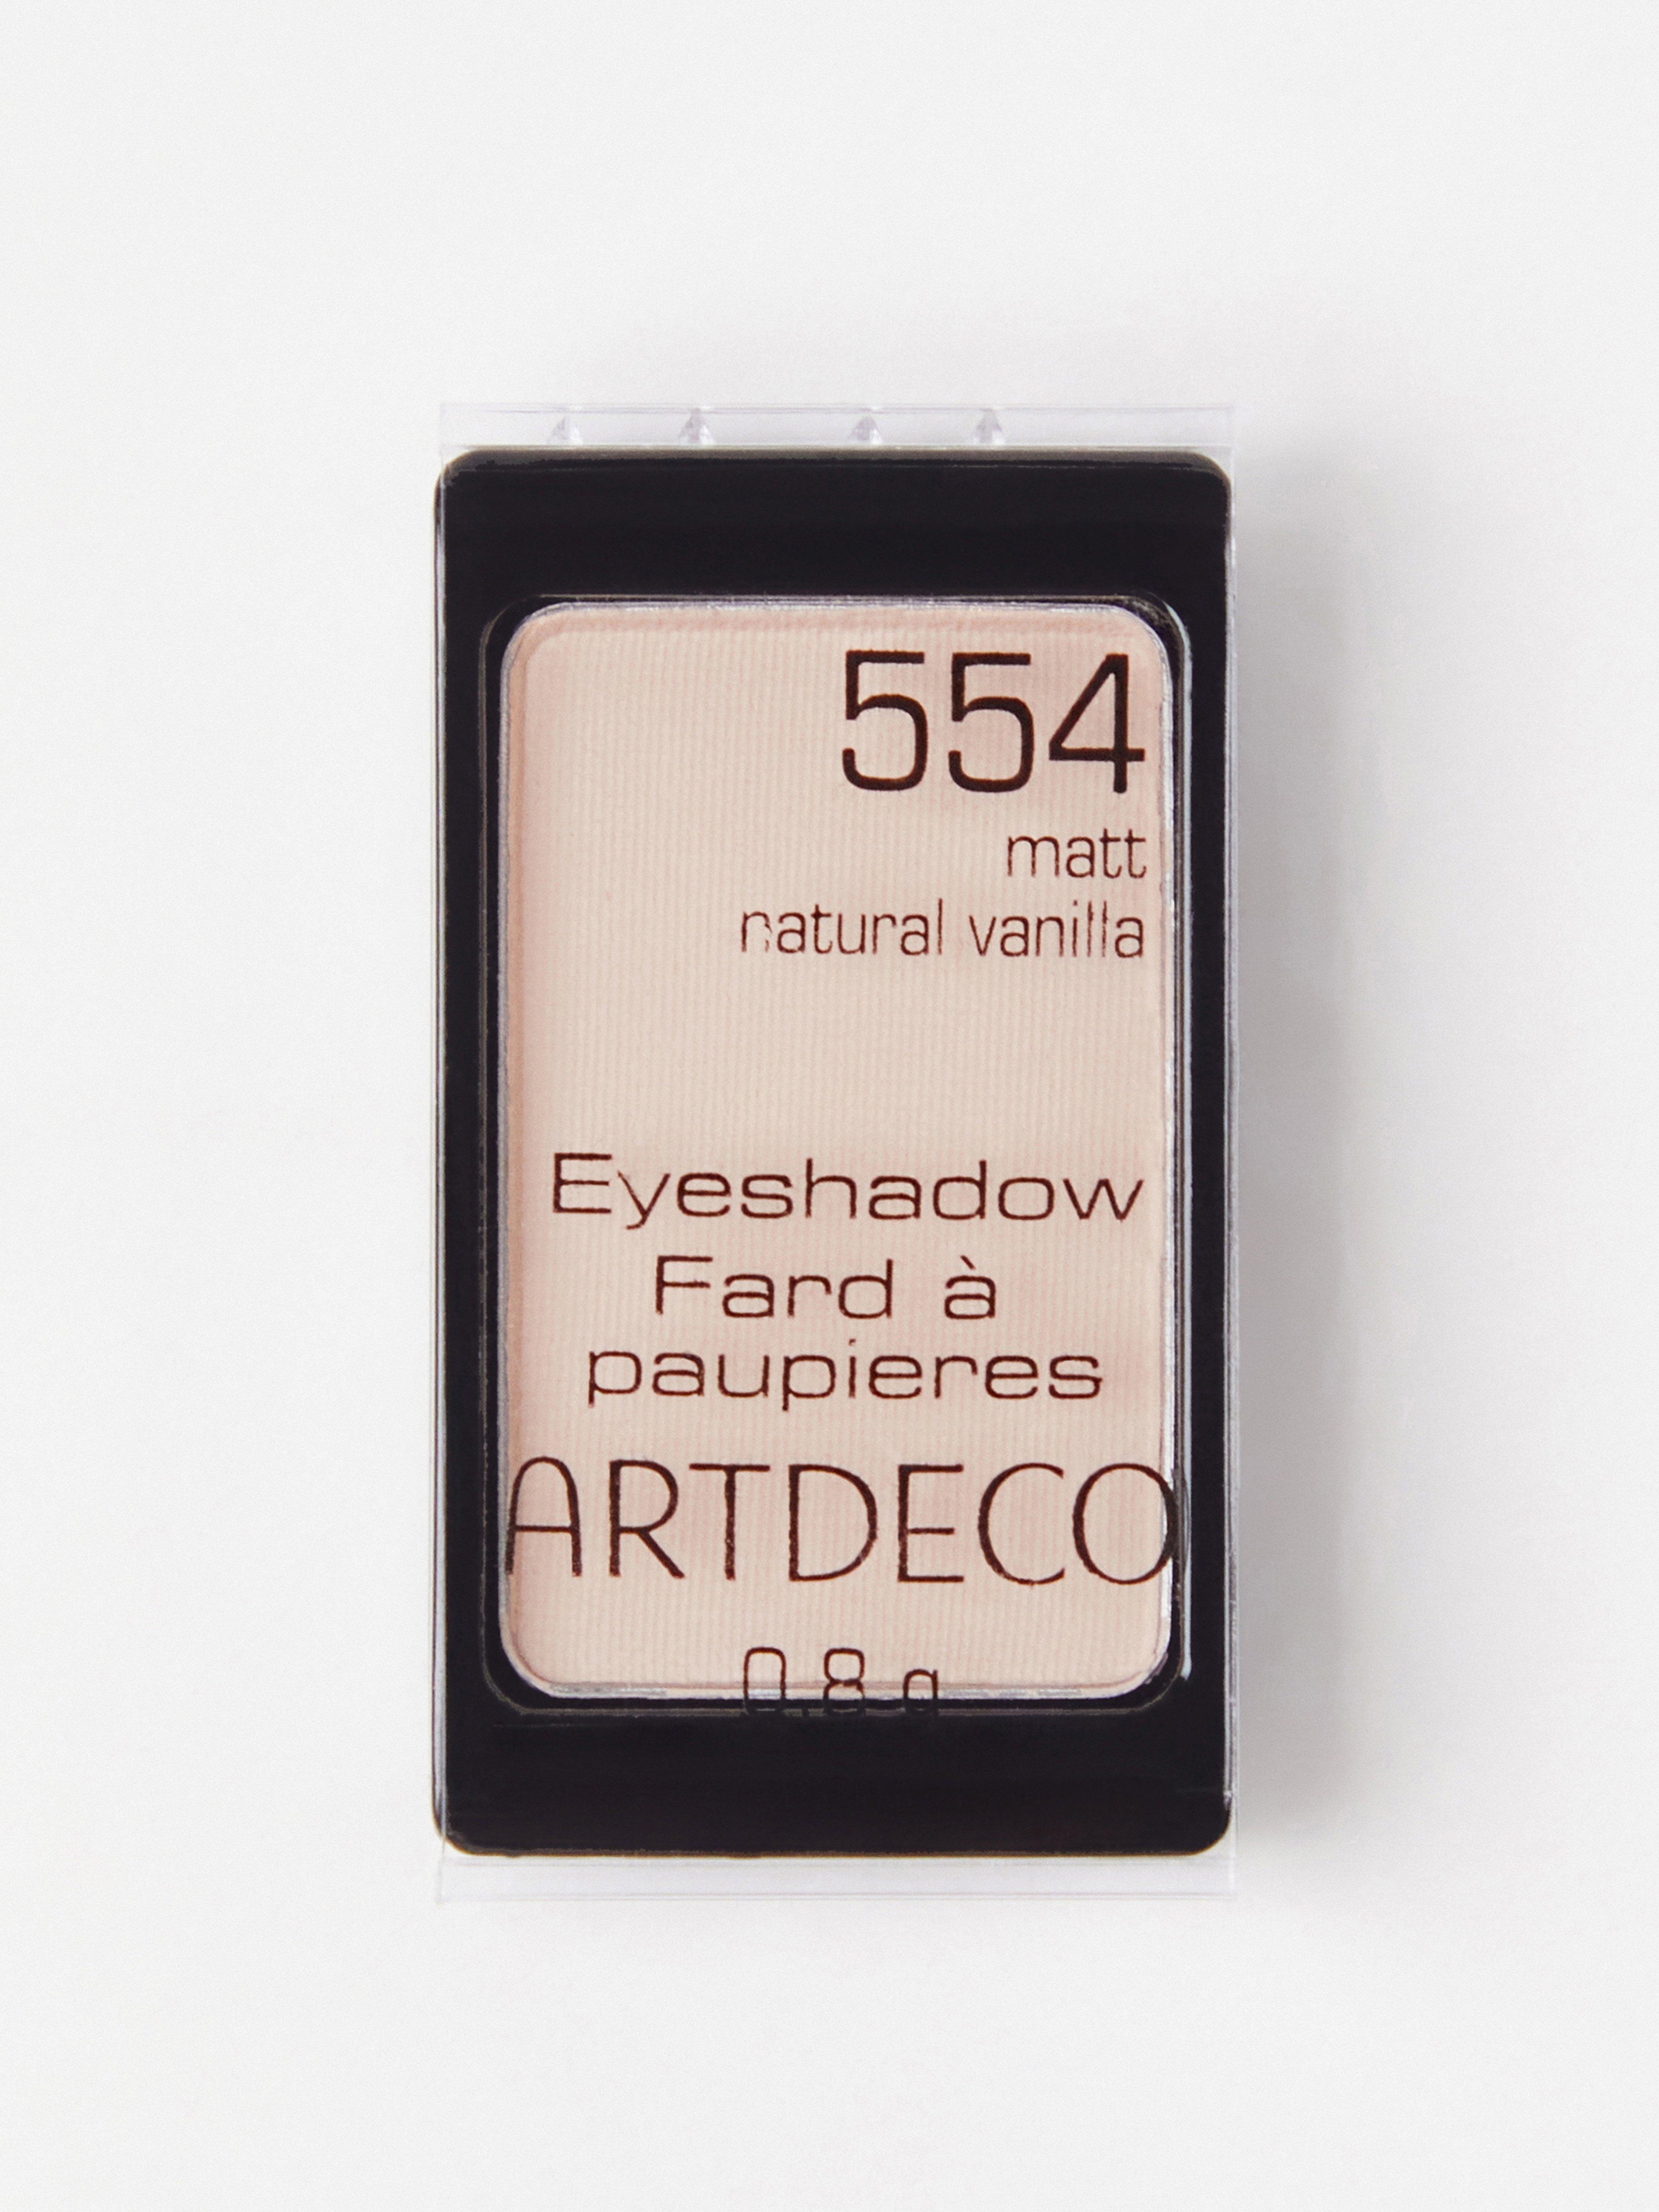 554
matt
natural vanilla
Eyeshadow
Fard à
paupieres
ARTDECO
0,8 g